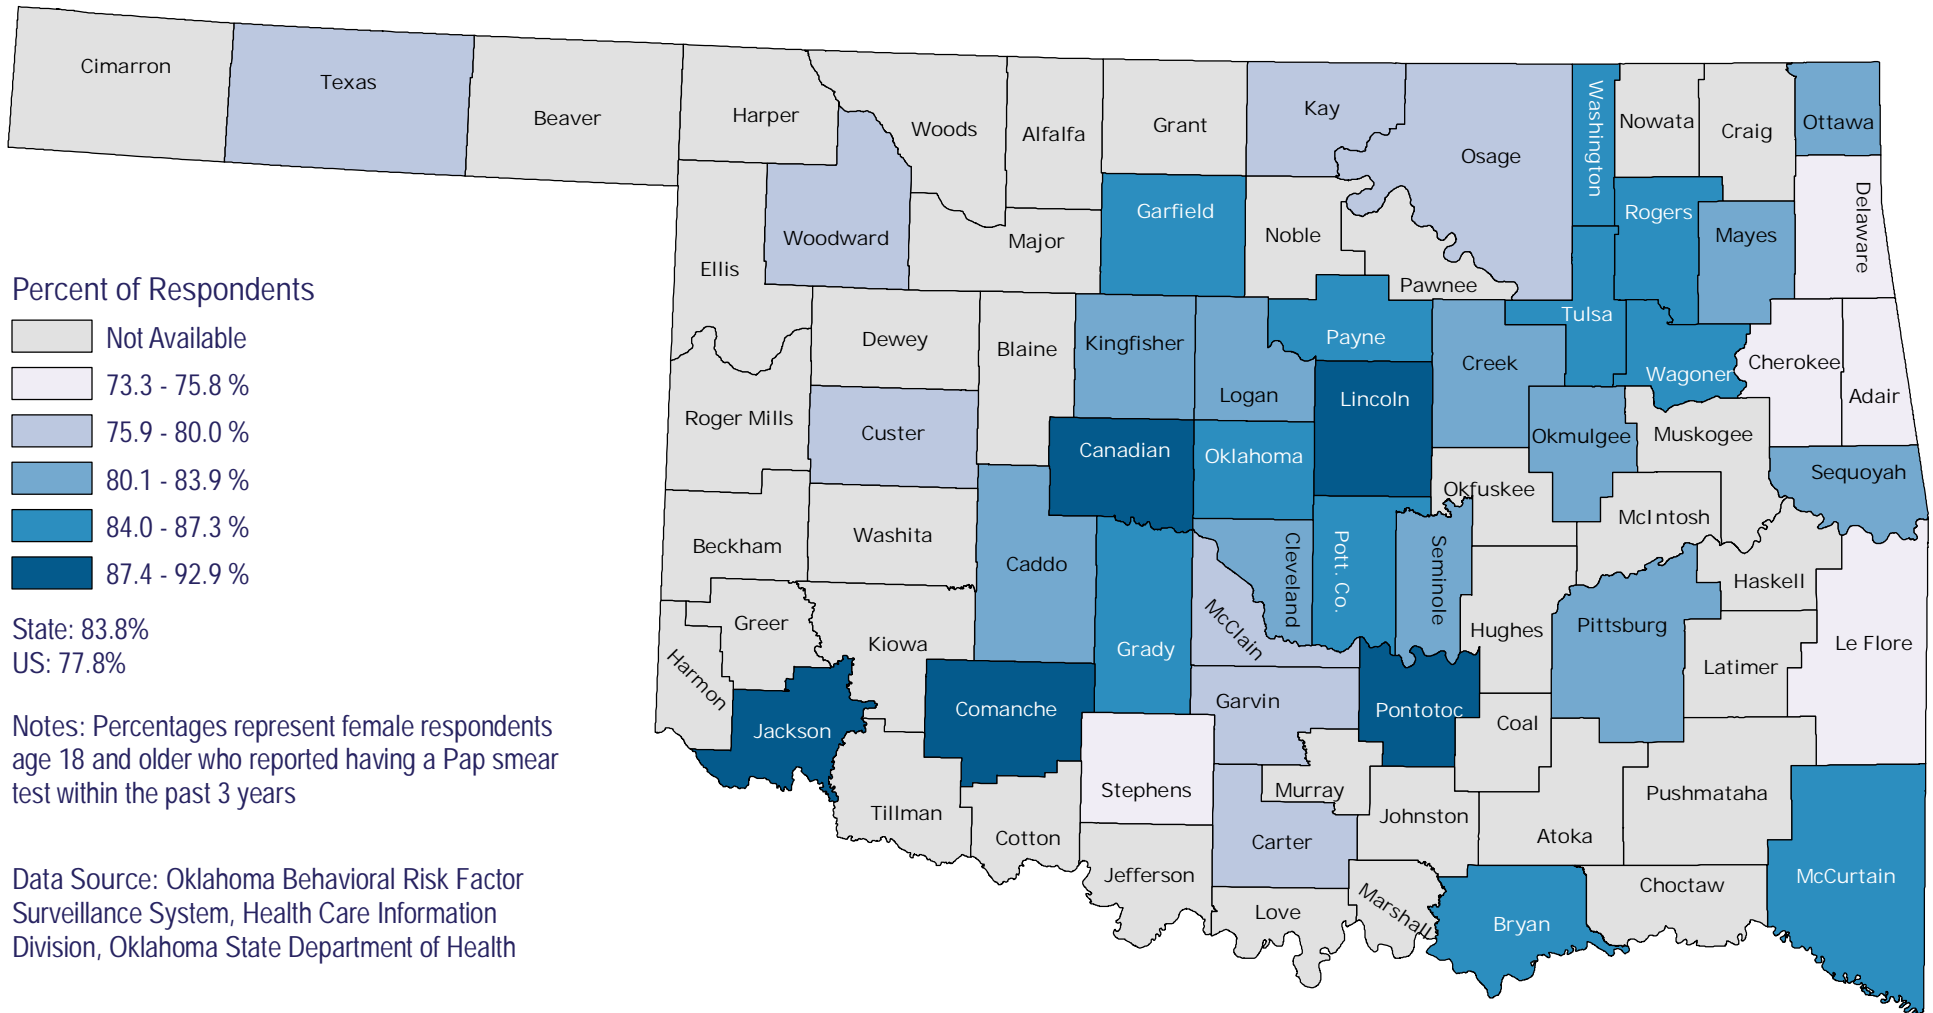 Cimarron
Texas
Beaver
Harper
Woods
Alfalfa
Grant
Kay
Osage
Washington
Nowata
Craig
Ottawa
Delaware
Woodward
Ellis
Major
Garfield
Noble
Pawnee
Rogers
Mayes
Dewey
Blaine
Kingfisher
Logan
Payne
Creek
Tulsa
Wagoner
Cherokee
Adair
Roger Mills
Custer
Canadian
Oklahoma
Lincoln
Okmulgee
Muskogee
Sequoyah
Beckham
Washita
Caddo
Grady
Cleveland
Pott. Co.
Seminole
Okfuskee
McIntosh
Haskell
Harmon
Greer
Kiowa
McClain
Hughes
Pittsburg
Latimer
Le Flore
Jackson
Comanche
Garvin
Pontotoc
Coal
Tillman
Cotton
Stephens
Murray
Johnston
Atoka
Pushmataha
Jefferson
Carter
Love
Marshall
Bryan
Choctaw
McCurtain
Percent of Respondents
Not Available
73.3 - 75.8 %
75.9 - 80.0 %
80.1 - 83.9 %
84.0 - 87.3 %
87.4 - 92.9 %
State: 83.8%
US: 77.8%
Notes: Percentages represent female respondents
age 18 and older who reported having a Pap smear
test within the past 3 years
Data Source: Oklahoma Behavioral Risk Factor
Surveillance System, Health Care Information
Division, Oklahoma State Department of Health